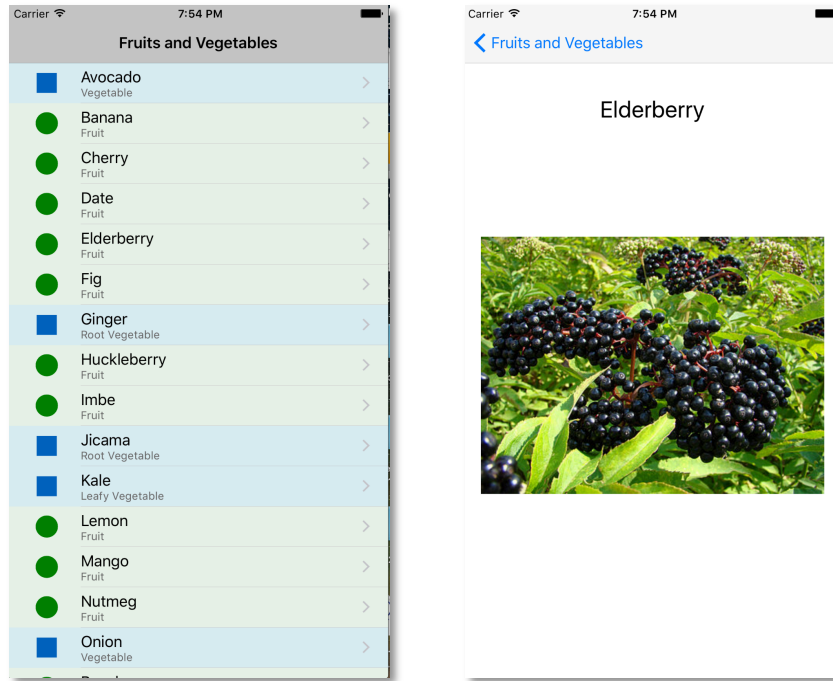 Carrier 7:54 PM
Fruits and Vegetables
Avocado
Vegetable
Banana
Fruit
Cherry
Fruit
Date
Fruit
Elderberry
Fruit
Fig
Fruit
Ginger
Root Vegetable
Huckleberry
Fruit
Imbe
Fruit
Jicama
Root Vegetable
Kale
Leafy Vegetable
Lemon
Fruit
Mango
Fruit
Nutmeg
Fruit
Onion
Vegetable
Carrier 7:54 PM
Fruits and Vegetables
Elderberry